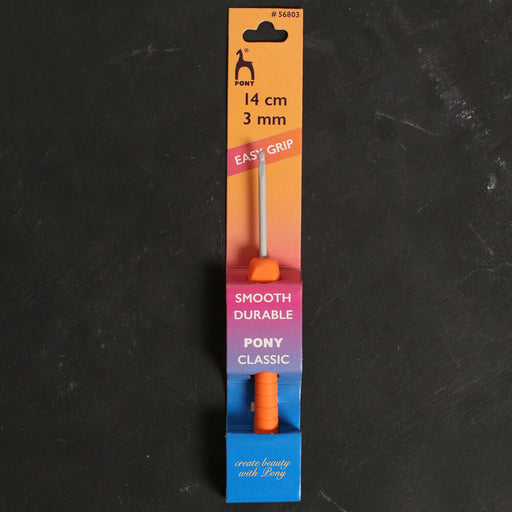 # 56803
®
PONY
14 cm
3 mm
EASY GRIP
SMOOTH
DURABLE
PONY
CLASSIC
create beauty
with Pony